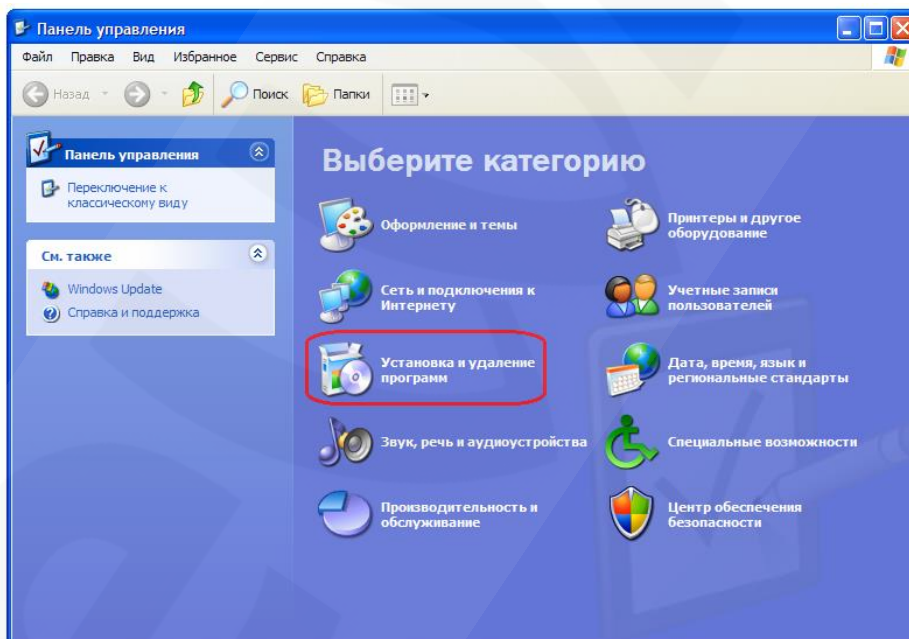 Панель управления
Файл Правка Вид Избранное Сервис Справка
Назад Поиск Папки
Панель управления
Переключение к
классическому виду
См. также
Windows Update
Справка и поддержка
Выберите категорию
Оформление и темы
Принтеры и другое
оборудование
Сеть и подключения к
Интернету
Учетные записи
пользователей
Установка и удаление
программ
Дата, время, язык и
региональные стандарты
Звук, речь и аудиоустройства
Специальные возможности
Производительность и
обслуживание
Центр обеспечения
безопасности